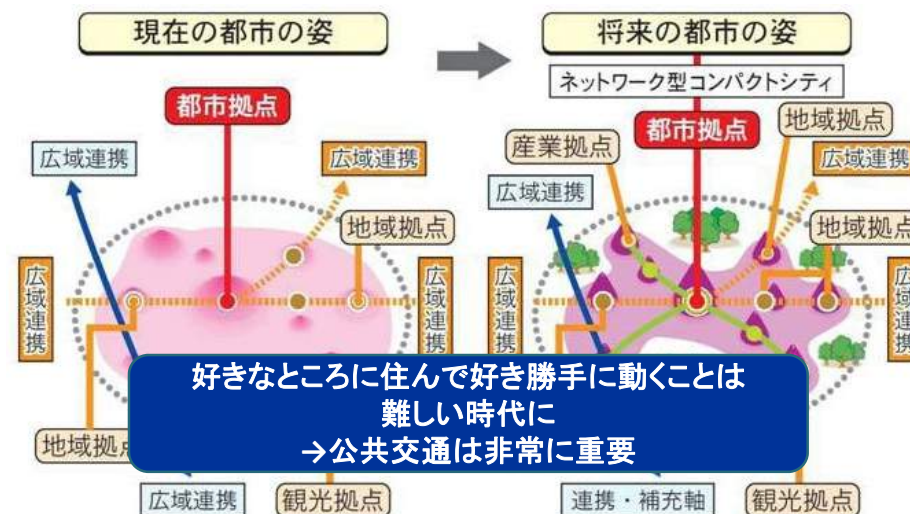 現在の都市の姿
将来の都市の姿
ネットワーク型コンパクトシティ
都市拠点
広域連携
広域連携
地域拠点
広域連携
広域連携
地域拠点
広域連携
観光拠点
都市拠点
地域拠点
産業拠点
広域連携
広域連携
地域拠点
広域連携
広域連携
連携・補充軸
観光拠点
好きなところに住んで好き勝手に動くことは
難しい時代に
→公共交通は非常に重要